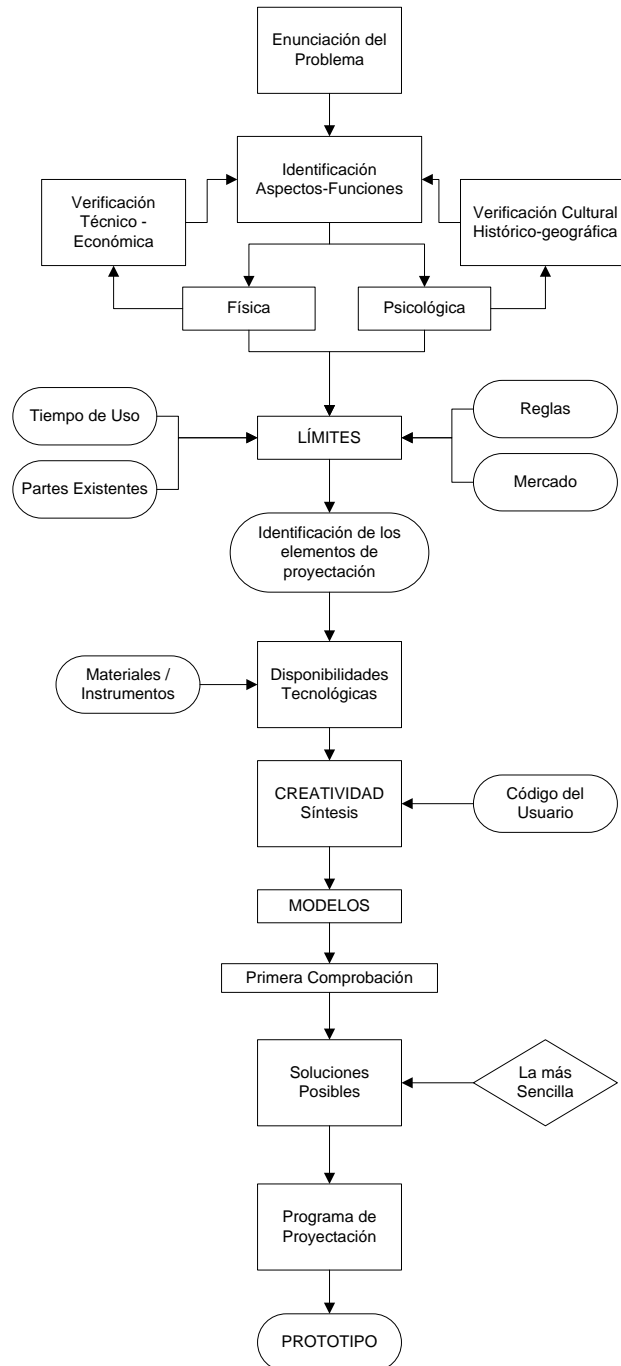 Enunciación del
Problema
Identificación
Aspectos-Funciones
Verificación
Técnico -
Económica
Verificación Cultural
Histórico-geográfica
Física
Psicológica
Tiempo de Uso
Reglas
LÍMITES
Partes Existentes
Mercado
Identificación de los
elementos de
proyectación
Materiales /
Instrumentos
Disponibilidades
Tecnológicas
CREATIVIDAD
Síntesis
Código del
Usuario
MODELOS
Primera Comprobación
Soluciones
Posibles
La más
Sencilla
Programa de
Proyectación
PROTOTIPO